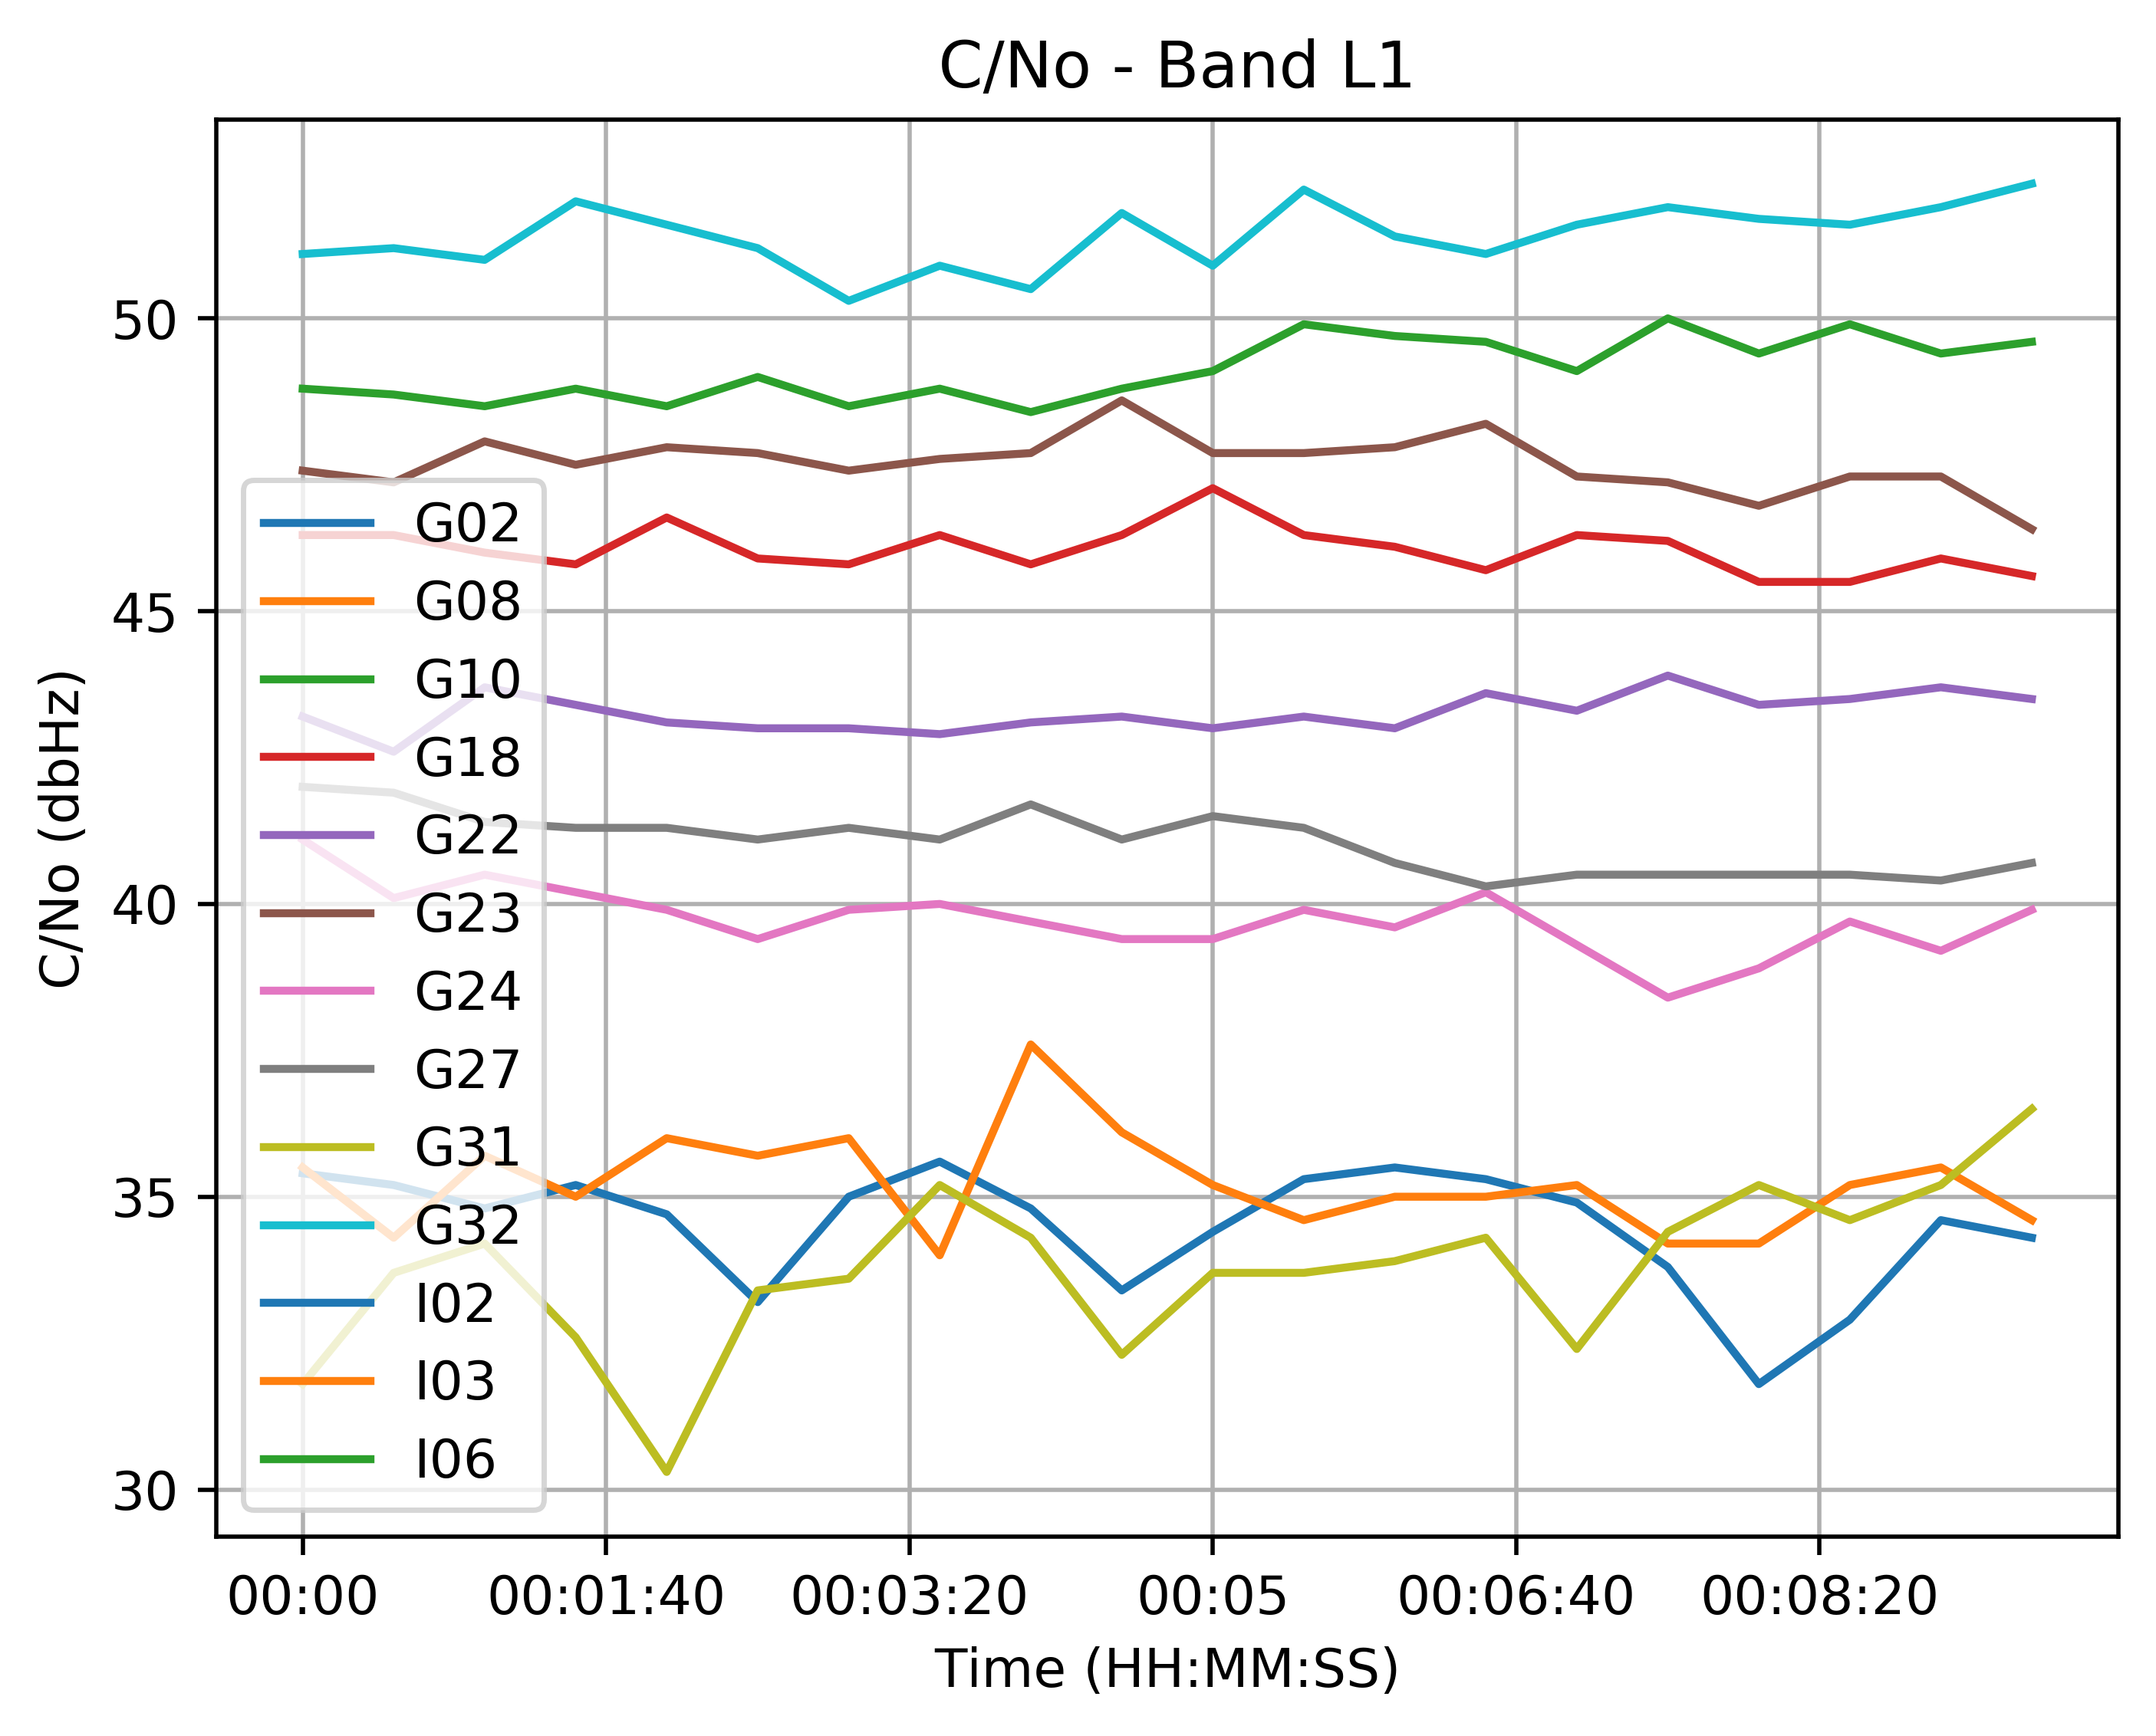 C/No - Band L1
C/No (dbHz)
50
45
40
35
30
G02
G08
G10
G18
G22
G23
G24
G27
G31
G32
I02
I03
I06
00:00 00:01:40 00:03:20 00:05 00:06:40 00:08:20
Time (HH:MM:SS)